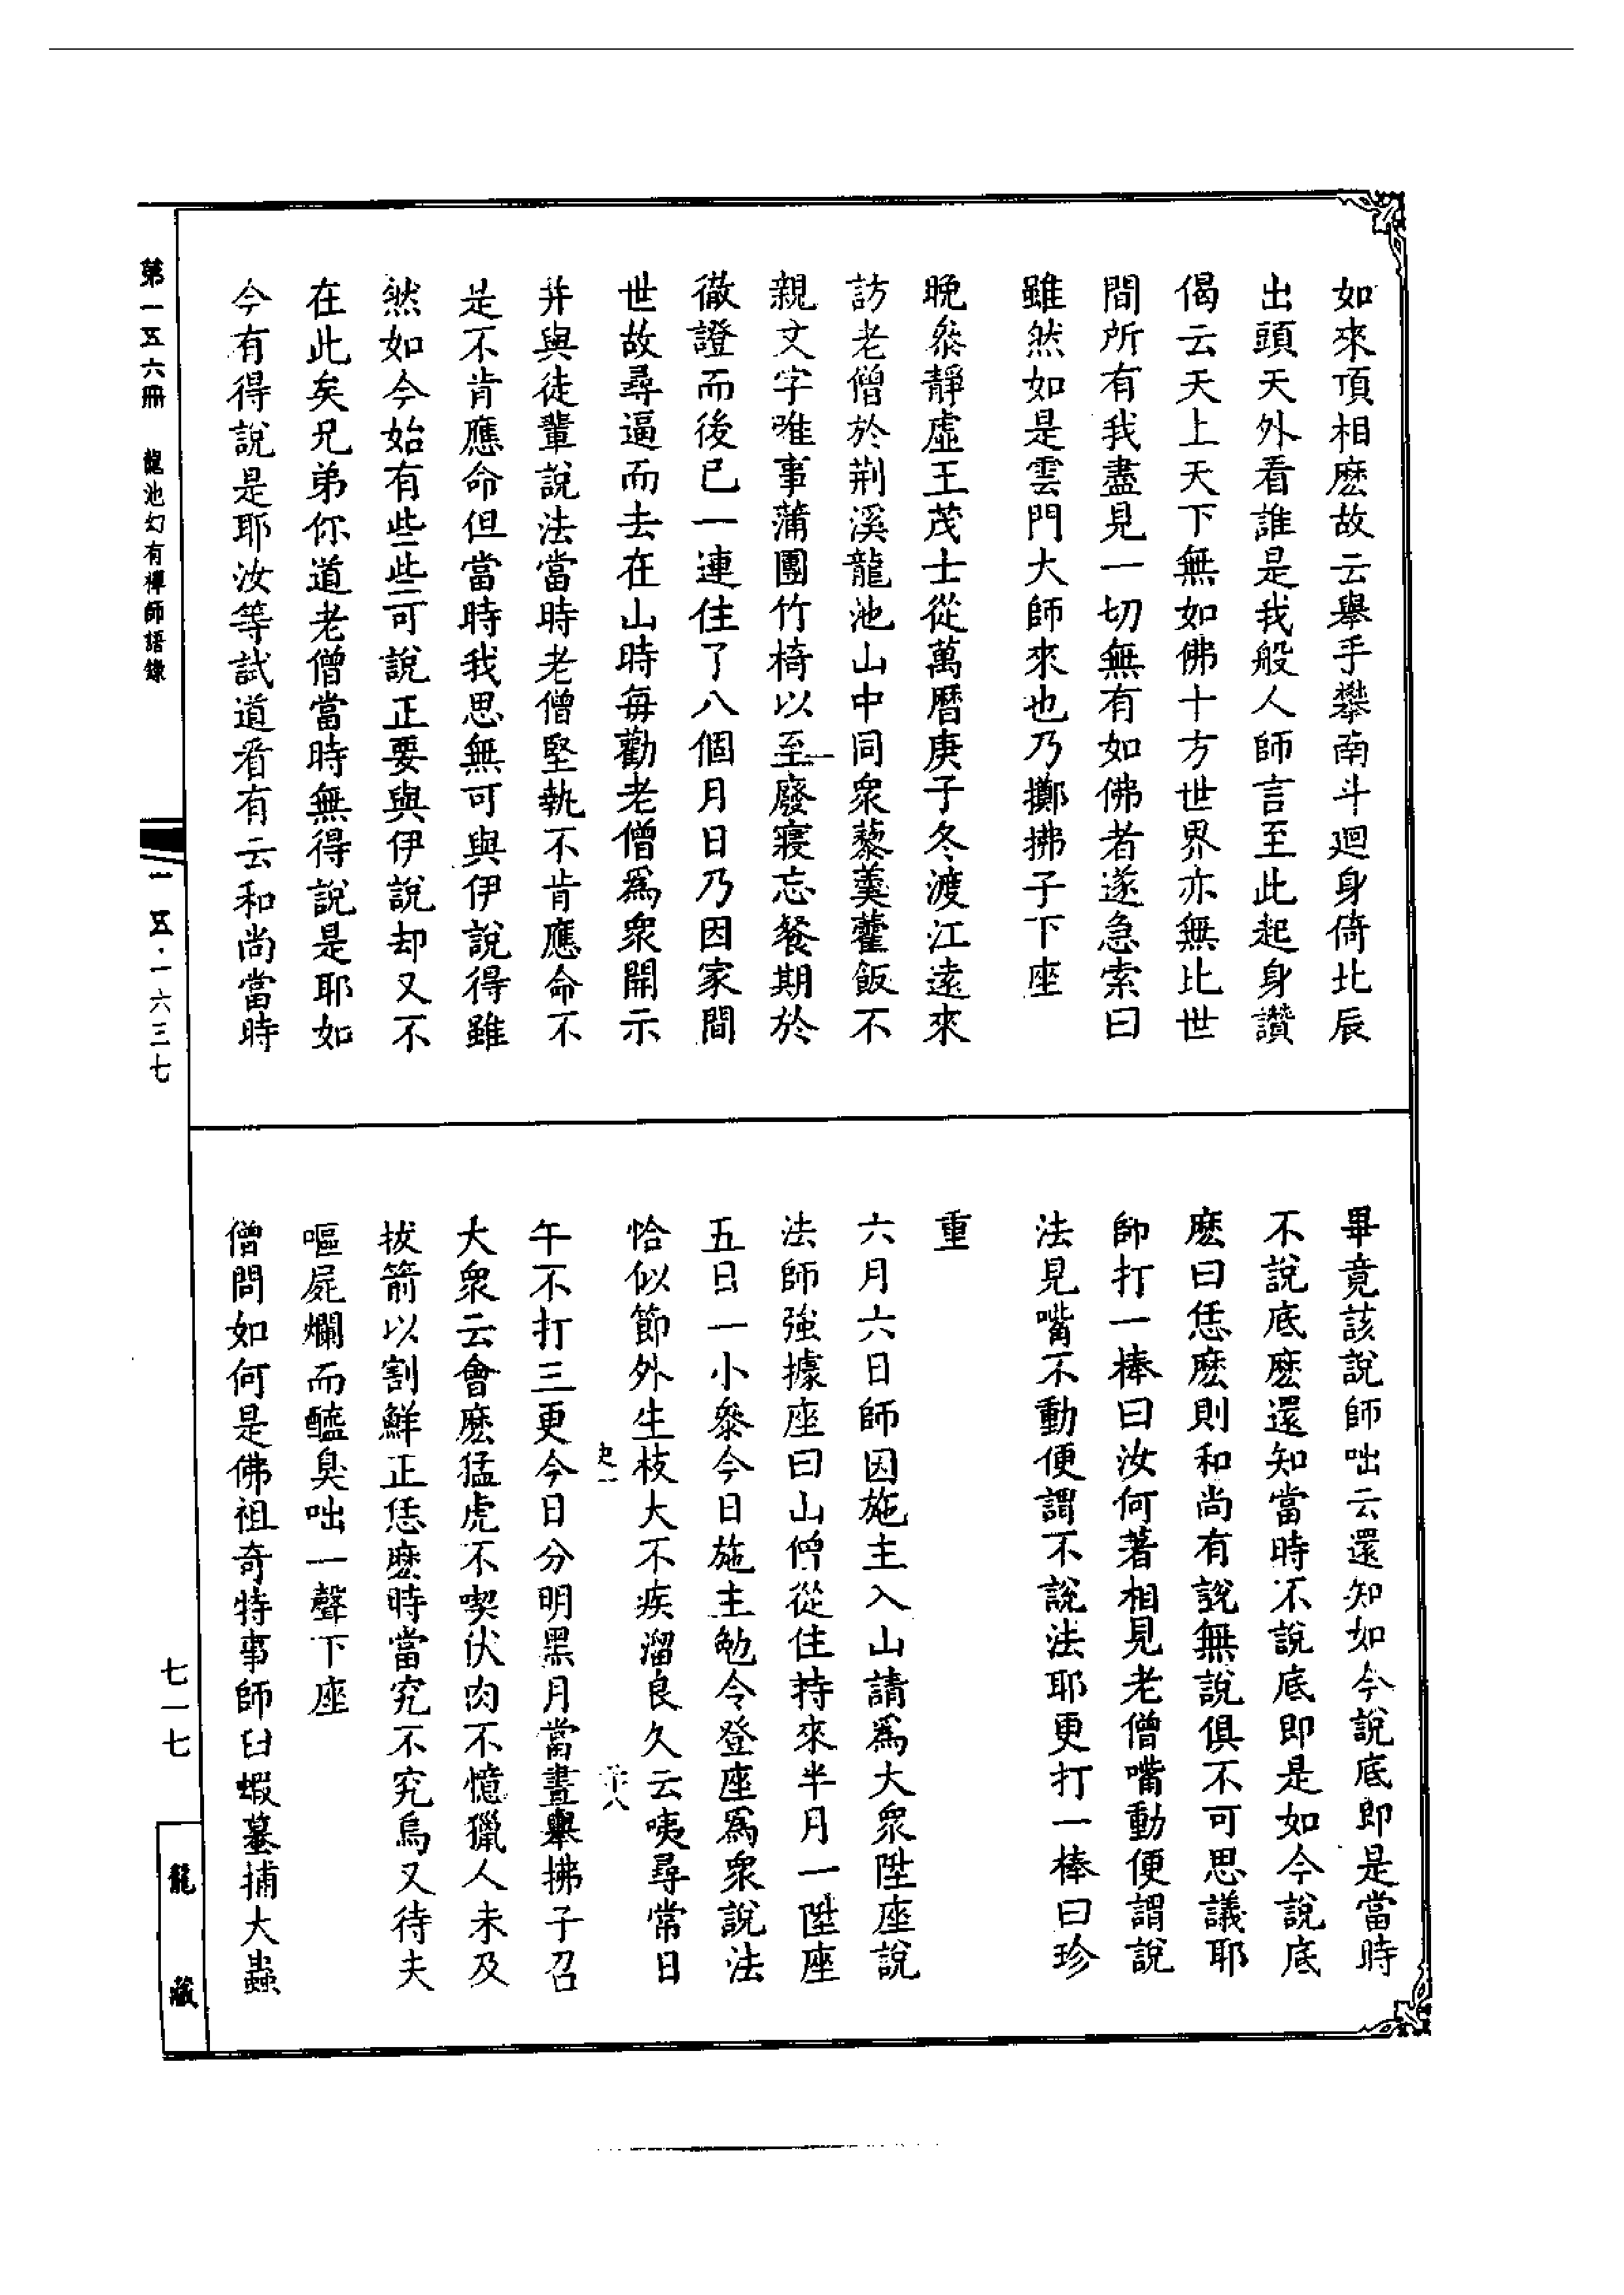 如來頂相麽故云舉手攀南斗迴身倚北辰
出頭天外看誰是我般人師言至此起身讚
偈云天上天下無如佛十方世界亦無比世
間所有我盡見一切無有如佛者遂急索曰
雖然如是雲門大師來也乃擲拂子下座
晚叅靜虛王茂士從萬曆庚子冬渡江遠來
訪老僧於荆溪龍池山中同衆藜羹藿飯不
親文字唯事蒲團竹椅以至廢寢忘餐期於
徹證而後已一連住了八個月日乃因家間
世故尋逼而去在山時每勸老僧爲衆開示
并與徒輩說法當時老僧堅執不肯應命不
是不肯應命但當時我思無可與伊說得雖
然如今始有些些可說正要與伊說却又不
在此矣兄弟你道老僧當時無得說是耶如
今有得說是耶汝等試道看有云和尚當時
畢竟該說師咄云還知如今說底即是當時
不說底麽還知當時不說底即是如今說底
麽曰恁麽則和尚有說無說俱不可思議耶
師打一棒曰汝何著相見老僧嘴動便謂說
法見嘴不動便謂不說法耶更打一棒曰珍
重
六月六日師因施主入山請爲大衆陞座說
法師強據座曰山僧從住持來半月一陞座
五日一小叅今日施主勉令登座爲衆說法
恰似節外生枝大不疾溜良久云咦尋常日
午不打三更今日分明黑月當晝舉拂子召
大衆云會麽猛虎不喫伏肉不憶獵人未及
拔箭以割鮮正恁麽時當究不究烏又待夫
嘔屍爛而醯臭咄一聲下座
僧問如何是佛祖奇特事師曰蝦蟇捕大蟲
第一五六冊 龍池幻有禪師語錄
一五·一六三七
七一七
龍藏